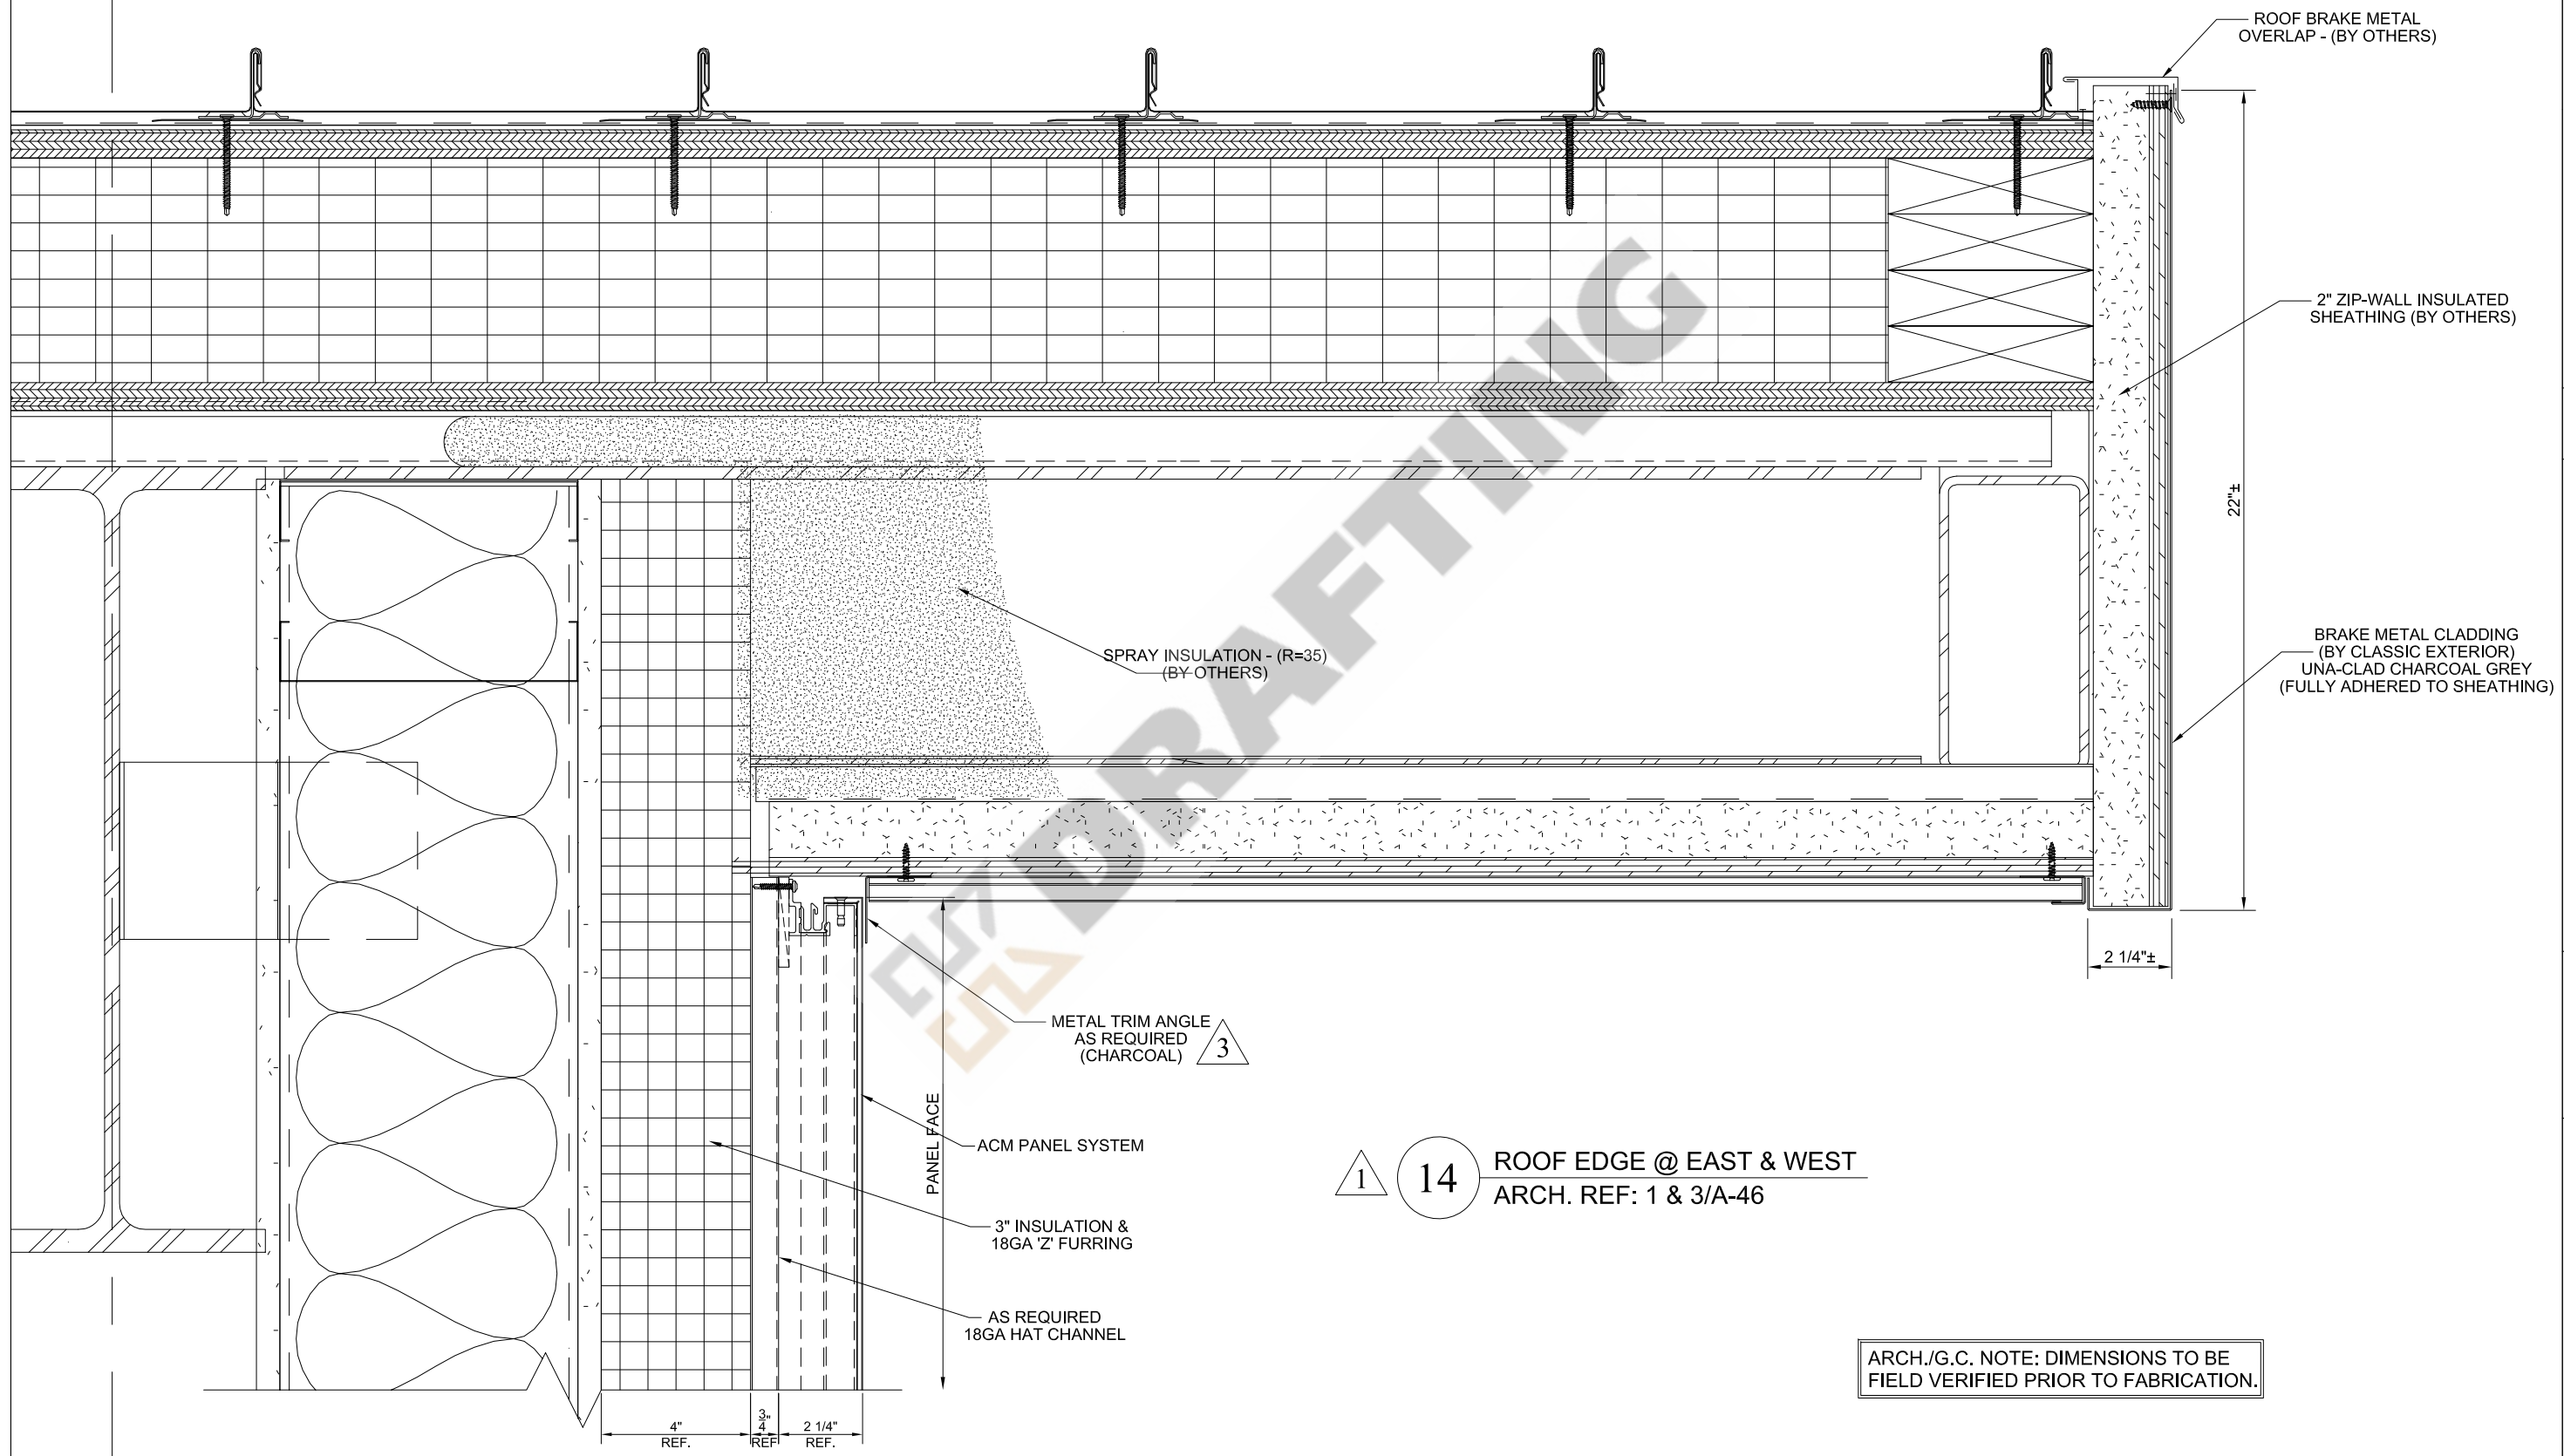 ROOF BRAKE METAL
OVERLAP - (BY OTHERS)
2" ZIP-WALL INSULATED
SHEATHING (BY OTHERS)
22"±
BRAKE METAL CLADDING
(BY CLASSIC EXTERIOR)
UNA-CLAD CHARCOAL GREY
(FULLY ADHERED TO SHEATHING)
SPRAY INSULATION - (R=35)
(BY OTHERS)
DRAFTING
2 1/4"±
METAL TRIM ANGLE
AS REQUIRED
(CHARCOAL)
3
PANEL FACE
ACM PANEL SYSTEM
3" INSULATION &
18GA 'Z' FURRING
AS REQUIRED
18GA HAT CHANNEL
1
14
ROOF EDGE @ EAST & WEST
ARCH. REF: 1 & 3/A-46
ARCH./G.C. NOTE: DIMENSIONS TO BE
FIELD VERIFIED PRIOR TO FABRICATION.
4"
REF.
3/4"
REF
2 1/4"
REF.